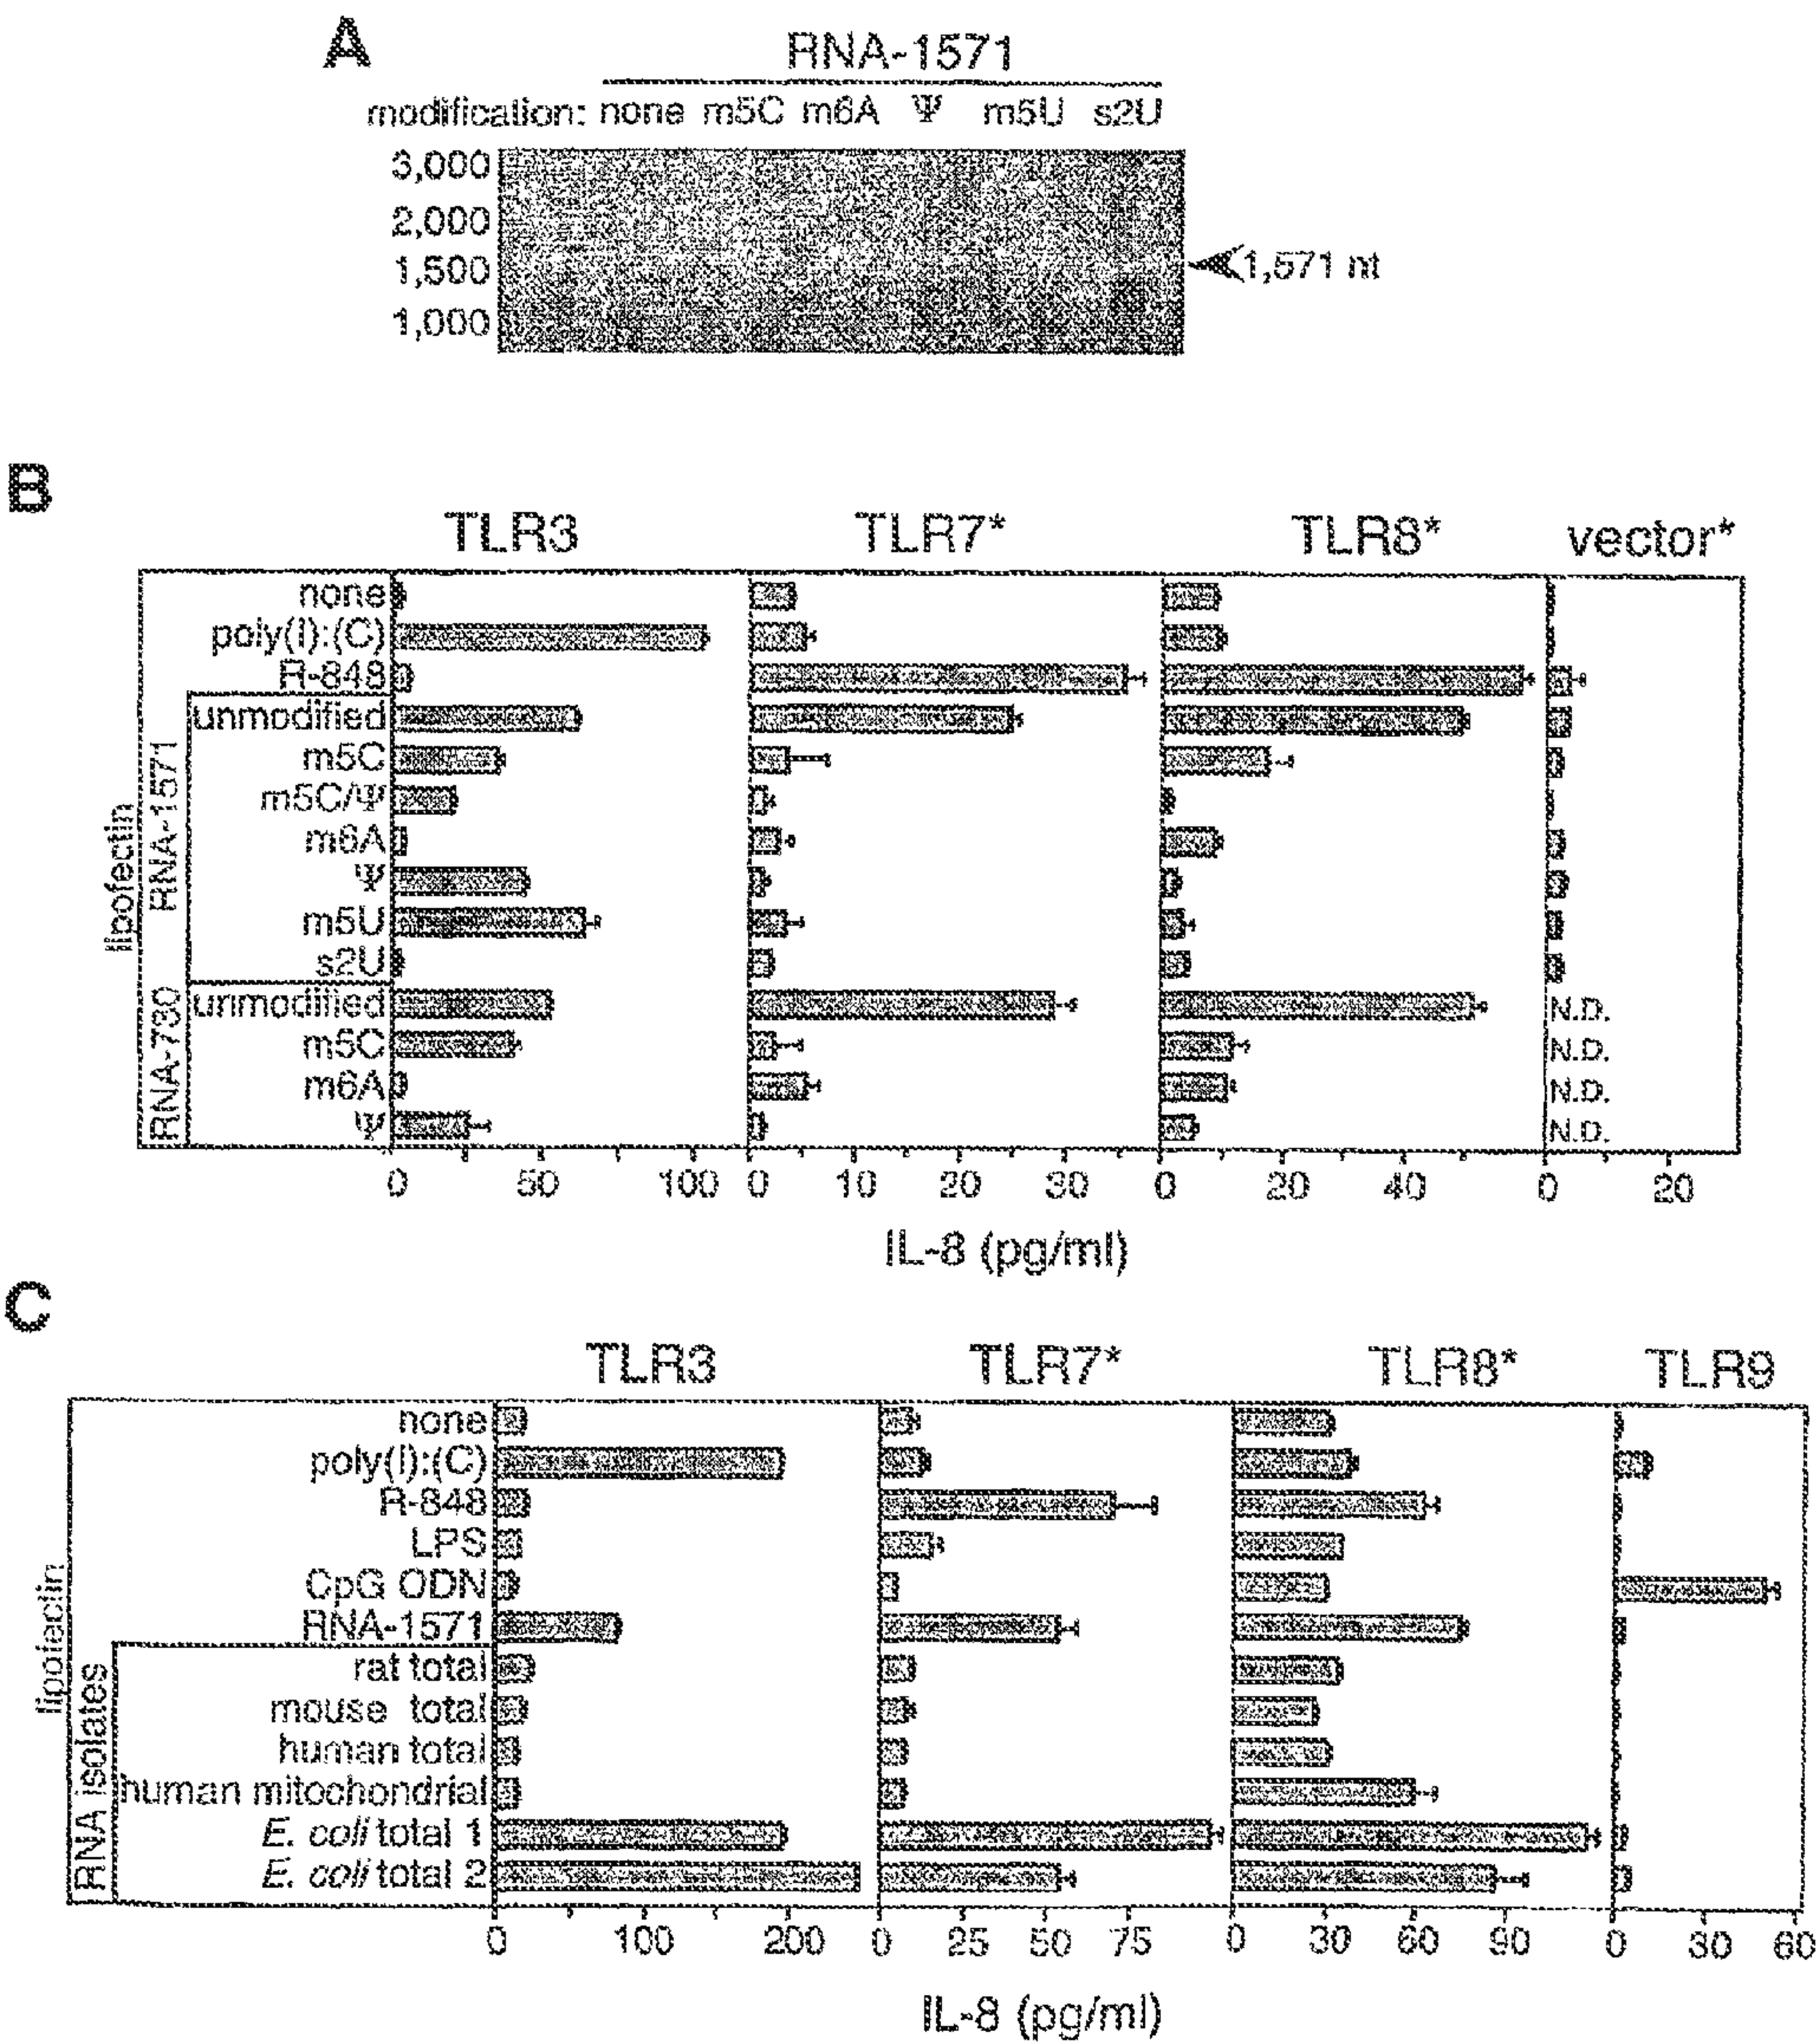 A
RNA-1571
modification: none m5C m6A Ψ m5U s2U
3,000
2,000
1,500
1,000
1,571 nt
B
TLR3 TLR7* TLR8* vector*
lipofectin
RNA-1571
RNA-730
none
poly(I):(C)
R-848
unmodified
m5C
m5C/Ψ
m6A
Ψ
m5U
s2U
unmodified N.D.
m5C N.D.
m6A N.D.
Ψ N.D.
0 50 100 0 10 20 30 0 20 40 0 20
IL-8 (pg/ml)
C
TLR3 TLR7* TLR8* TLR9
lipofectin
RNA isolates
none
poly(I):(C)
R-848
LPS
CpG ODN
RNA-1571
rat total
mouse total
human total
human mitochondrial
E. coli total 1
E. coli total 2
0 100 200 0 25 50 75 0 30 60 90 0 30 60
IL-8 (pg/ml)